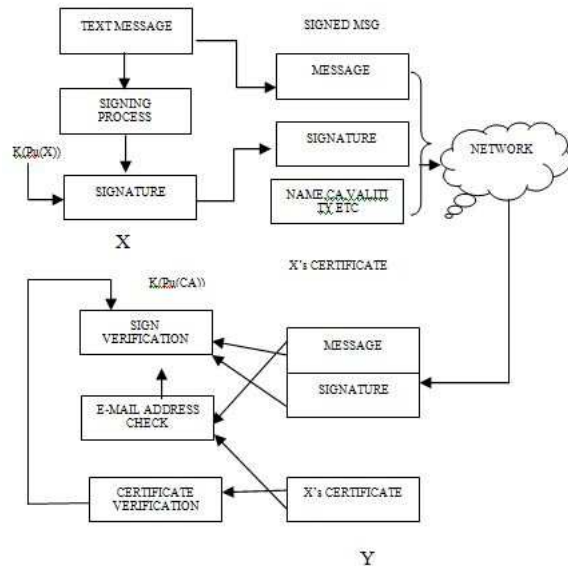 TEXT MESSAGE
SIGNED MSG
MESSAGE
SIGNING
PROCESS
K(Pu(X))
SIGNATURE
SIGNATURE
NETWORK
NAME,CA,VALITI
TY ETC
X
X's CERTIFICATE
K(Pu(CA))
SIGN
VERIFICATION
MESSAGE
SIGNATURE
E-MAIL ADDRESS
CHECK
CERTIFICATE
VERIFICATION
X's CERTIFICATE
Y